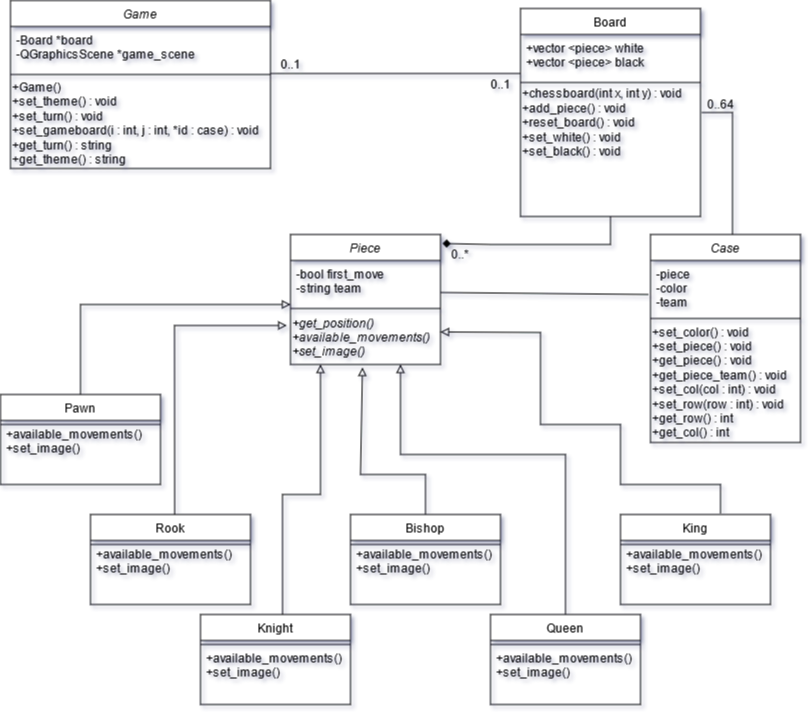 Game
-Board *board
-QGraphicsScene *game_scene
+Game()
+set_theme() : void
+set_turn() : void
+set_gameboard(i : int, j : int, *id : case) : void
+get_turn() : string
+get_theme() : string
0..1
0..1
Board
+vector <piece> white
+vector <piece> black
+chessboard(int x, int y) : void
+add_piece() : void
+reset_board() : void
+set_white() : void
+set_black() : void
0..64
0..*
Piece
-bool first_move
-string team
+get_position()
+available_movements()
+set_image()
Case
-piece
-color
-team
+set_color() : void
+set_piece() : void
+get_piece() : void
+get_piece_team() : void
+set_col(col : int) : void
+set_row(row : int) : void
+get_row() : int
+get_col() : int
Pawn
+available_movements()
+set_image()
Rook
+available_movements()
+set_image()
Bishop
+available_movements()
+set_image()
King
+available_movements()
+set_image()
Knight
+available_movements()
+set_image()
Queen
+available_movements()
+set_image()